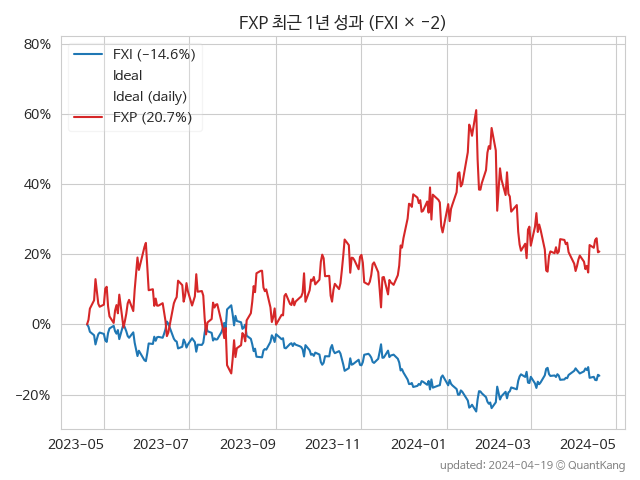 FXP 최근 1년 성과 (FXI × −2)
80%
60%
40%
20%
0%
−20%
FXI (−14.6%)
Ideal
Ideal (daily)
FXP (20.7%)
2023-05 2023-07 2023-09 2023-11 2024-01 2024-03 2024-05
updated: 2024-04-19 © QuantKang